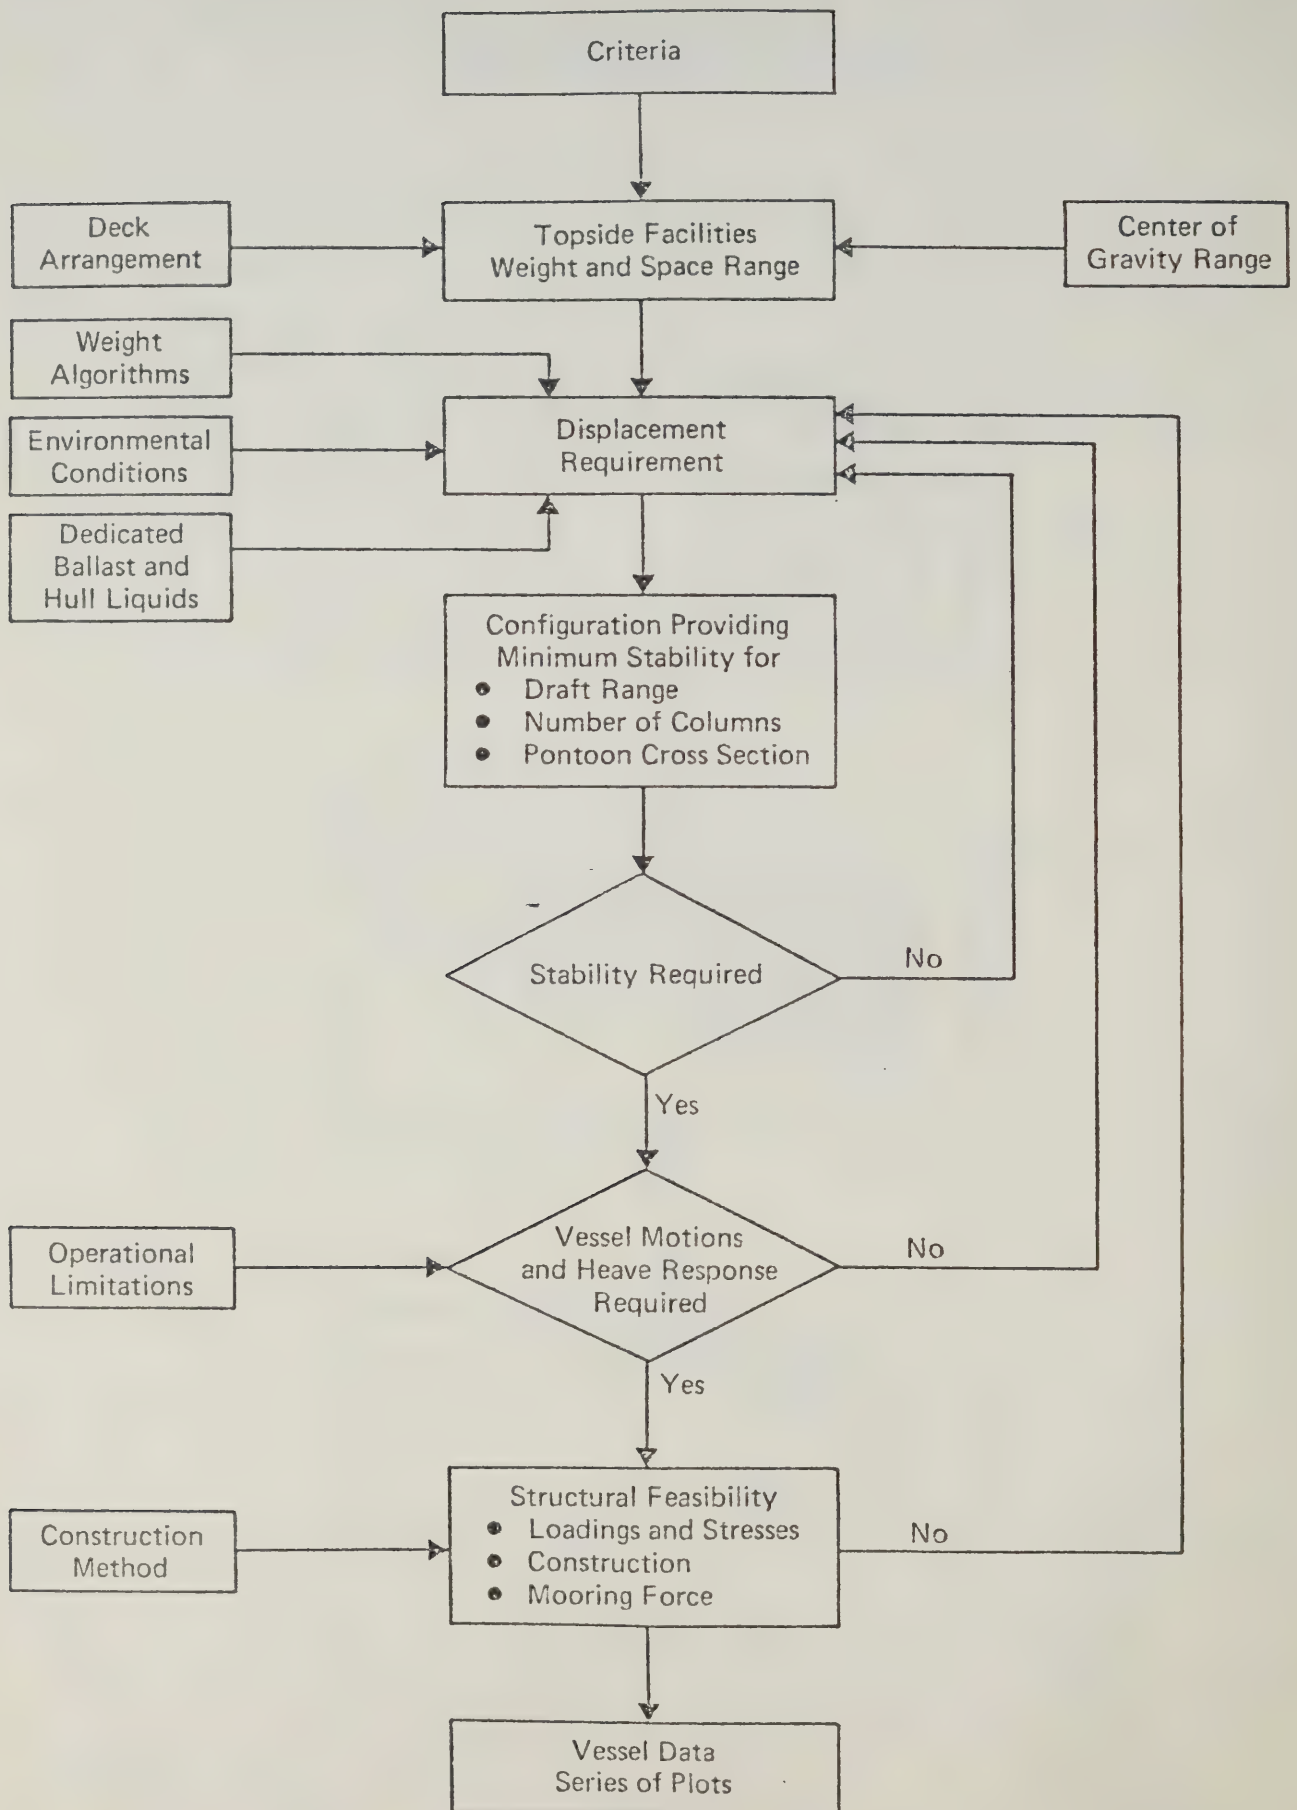 Criteria
Deck
Arrangement
Topside Facilities
Weight and Space Range
Center of
Gravity Range
Weight
Algorithms
Environmental
Conditions
Displacement
Requirement
Dedicated
Ballast and
Hull Liquids
Configuration Providing
Minimum Stability for
● Draft Range
● Number of Columns
● Pontoon Cross Section
Stability Required
No
Yes
Operational
Limitations
Vessel Motions
and Heave Response
Required
No
Yes
Construction
Method
Structural Feasibility
● Loadings and Stresses
● Construction
● Mooring Force
No
Vessel Data
Series of Plots